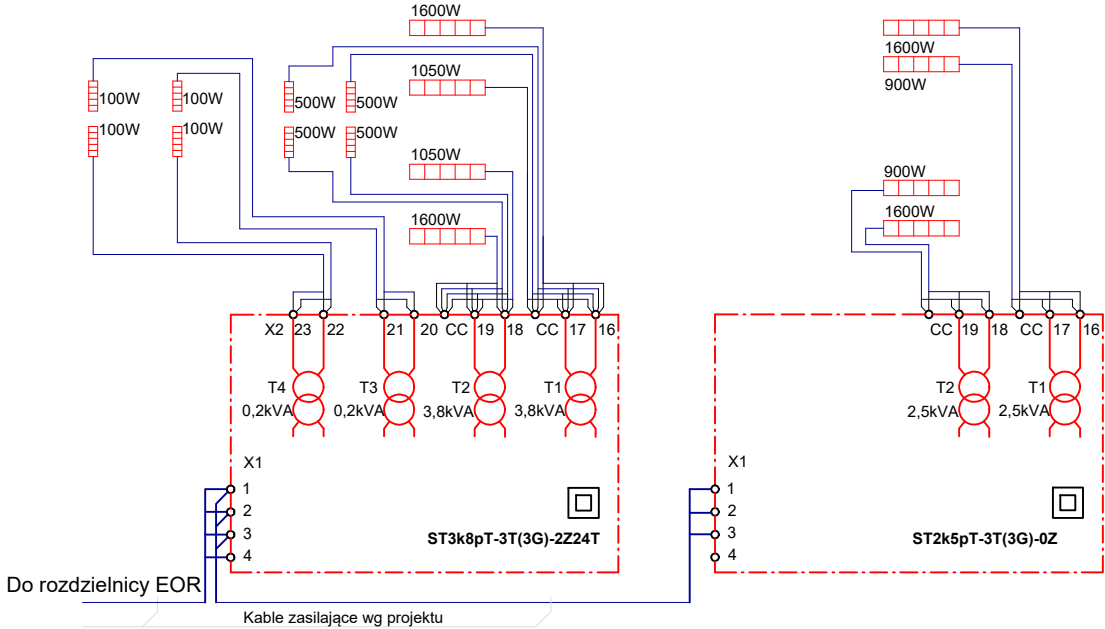 1600W
1050W
100W
100W
500W
500W
100W
100W
500W
500W
1050W
1600W
1600W
900W
900W
1600W
X2 23 22 21 20 CC 19 18 CC 17 16
T4
0,2kVA
T3
0,2kVA
T2
3,8kVA
T1
3,8kVA
X1
1
2
3
4
ST3k8pT-3T(3G)-2Z24T
CC 19 18 CC 17 16
T2
2,5kVA
T1
2,5kVA
X1
1
2
3
4
ST2k5pT-3T(3G)-0Z
Do rozdzielnicy EOR
Kable zasilające wg projektu